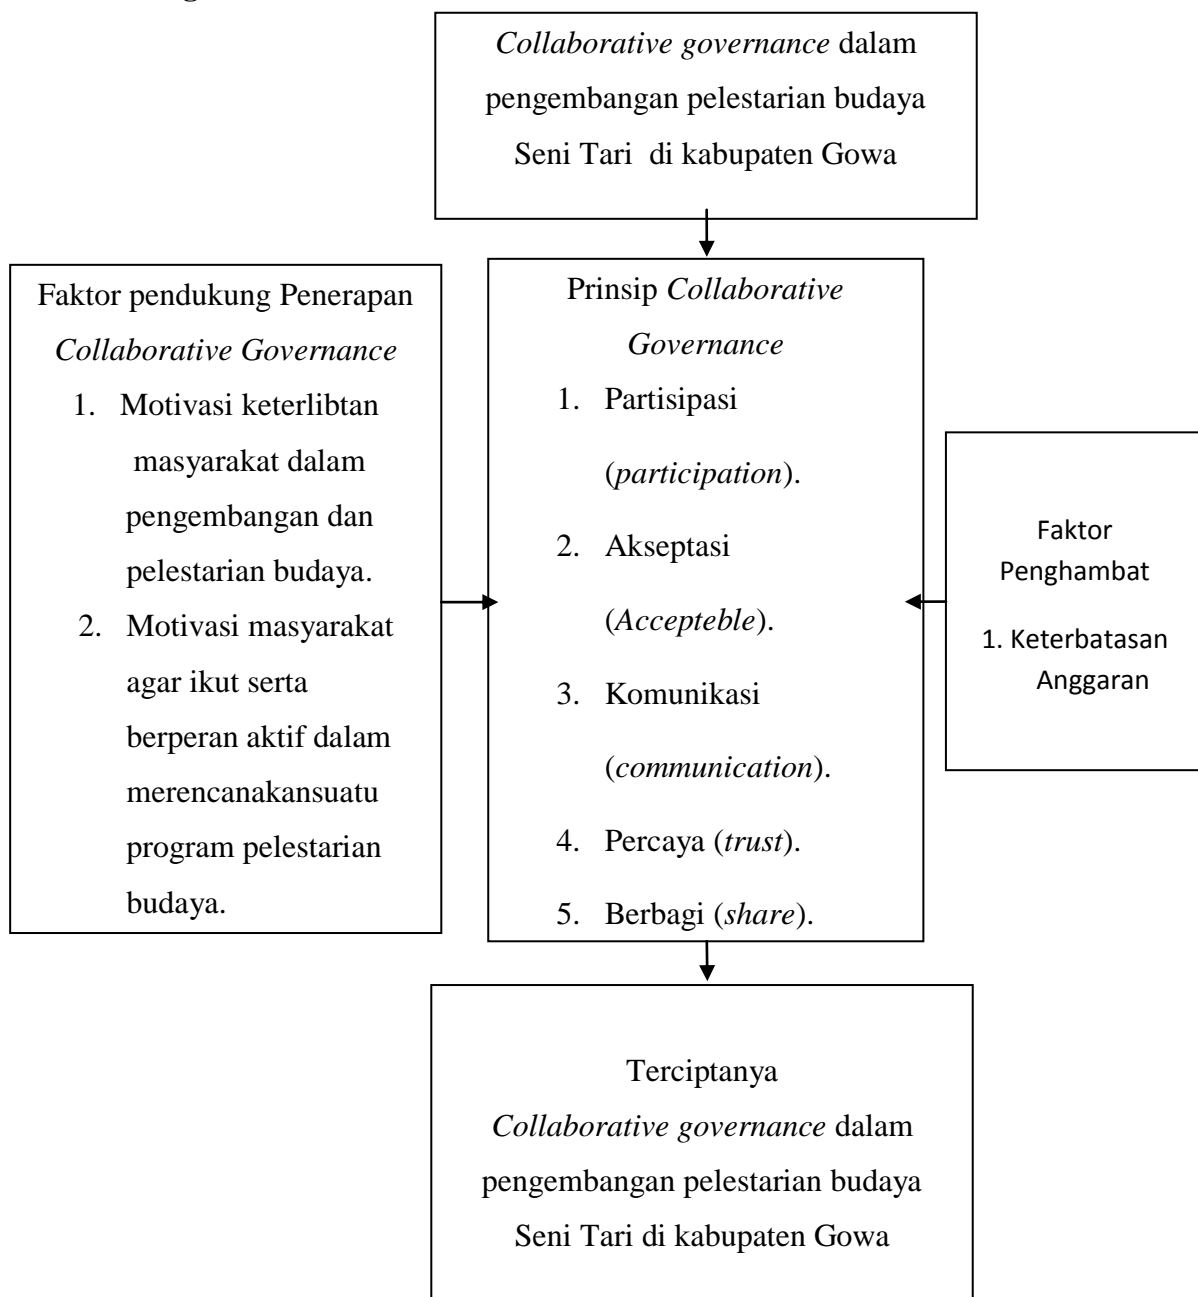 Collaborative governance dalam
pengembangan pelestarian budaya
Seni Tari di kabupaten Gowa
Faktor pendukung Penerapan
Collaborative Governance
1. Motivasi keterlibtan
masyarakat dalam
pengembangan dan
pelestarian budaya.
2. Motivasi masyarakat
agar ikut serta
berperan aktif dalam
merencanakansuatu
program pelestarian
budaya.
Prinsip Collaborative
Governance
1. Partisipasi
(participation).
2. Akseptasi
(Accepteble).
3. Komunikasi
(communication).
4. Percaya (trust).
5. Berbagi (share).
Faktor
Penghambat
1. Keterbatasan
Anggaran
Terciptanya
Collaborative governance dalam
pengembangan pelestarian budaya
Seni Tari di kabupaten Gowa